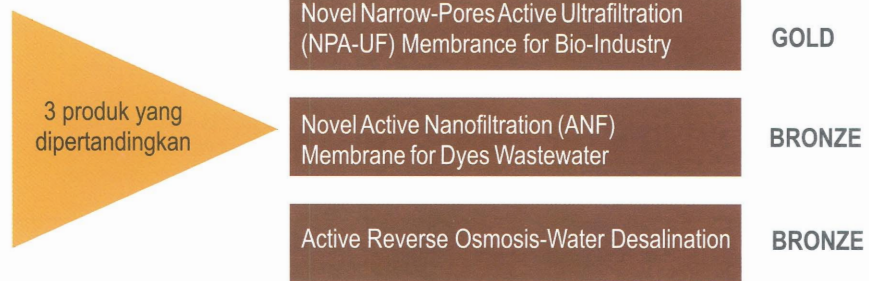 3 produk yang
dipertandingkan
Novel Narrow-Pores Active Ultrafiltration
(NPA-UF) Membrance for Bio-Industry
GOLD
Novel Active Nanofiltration (ANF)
Membrane for Dyes Wastewater
BRONZE
Active Reverse Osmosis-Water Desalination
BRONZE